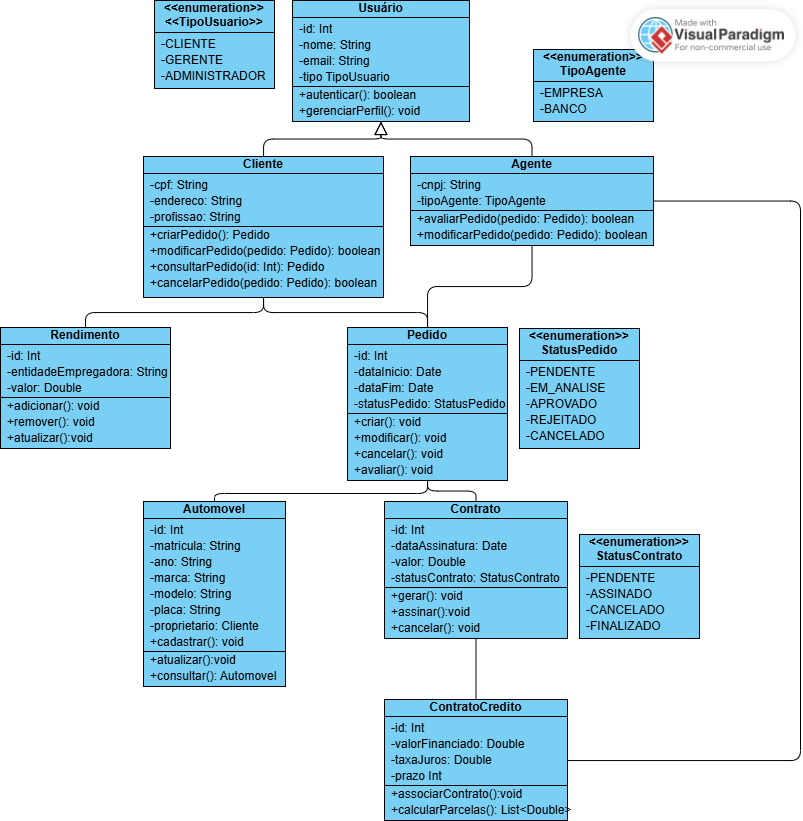 <<enumeration>>
<<TipoUsuario>>
-CLIENTE
-GERENTE
-ADMINISTRADOR
Usuário
-id: Int
-nome: String
-email: String
-tipo TipoUsuario
+autenticar(): boolean
+gerenciarPerfil(): void
Made with
VisualParadigm
For non-commercial use
<<enumeration>>
TipoAgente
-EMPRESA
-BANCO
Cliente
-cpf: String
-endereco: String
-profissao: String
+criarPedido(): Pedido
+modificarPedido(pedido: Pedido): boolean
+consultarPedido(id: Int): Pedido
+cancelarPedido(pedido: Pedido): boolean
Agente
-cnpj: String
-tipoAgente: TipoAgente
+avaliarPedido(pedido: Pedido): boolean
+modificarPedido(pedido: Pedido): boolean
Rendimento
-id: Int
-entidadeEmpregadora: String
-valor: Double
+adicionar(): void
+remover(): void
+atualizar():void
Pedido
-id: Int
-dataInicio: Date
-dataFim: Date
-statusPedido: StatusPedido
+criar(): void
+modificar(): void
+cancelar(): void
+avaliar(): void
<<enumeration>>
StatusPedido
-PENDENTE
-EM_ANALISE
-APROVADO
-REJEITADO
-CANCELADO
Automovel
-id: Int
-matricula: String
-ano: String
-marca: String
-modelo: String
-placa: String
-proprietario: Cliente
+cadastrar(): void
+atualizar():void
+consultar(): Automovel
Contrato
-id: Int
-dataAssinatura: Date
-valor: Double
-statusContrato: StatusContrato
+gerar(): void
+assinar():void
+cancelar(): void
<<enumeration>>
StatusContrato
-PENDENTE
-ASSINADO
-CANCELADO
-FINALIZADO
ContratoCredito
-id: Int
-valorFinanciado: Double
-taxaJuros: Double
-prazo Int
+associarContrato():void
+calcularParcelas(): List<Double>